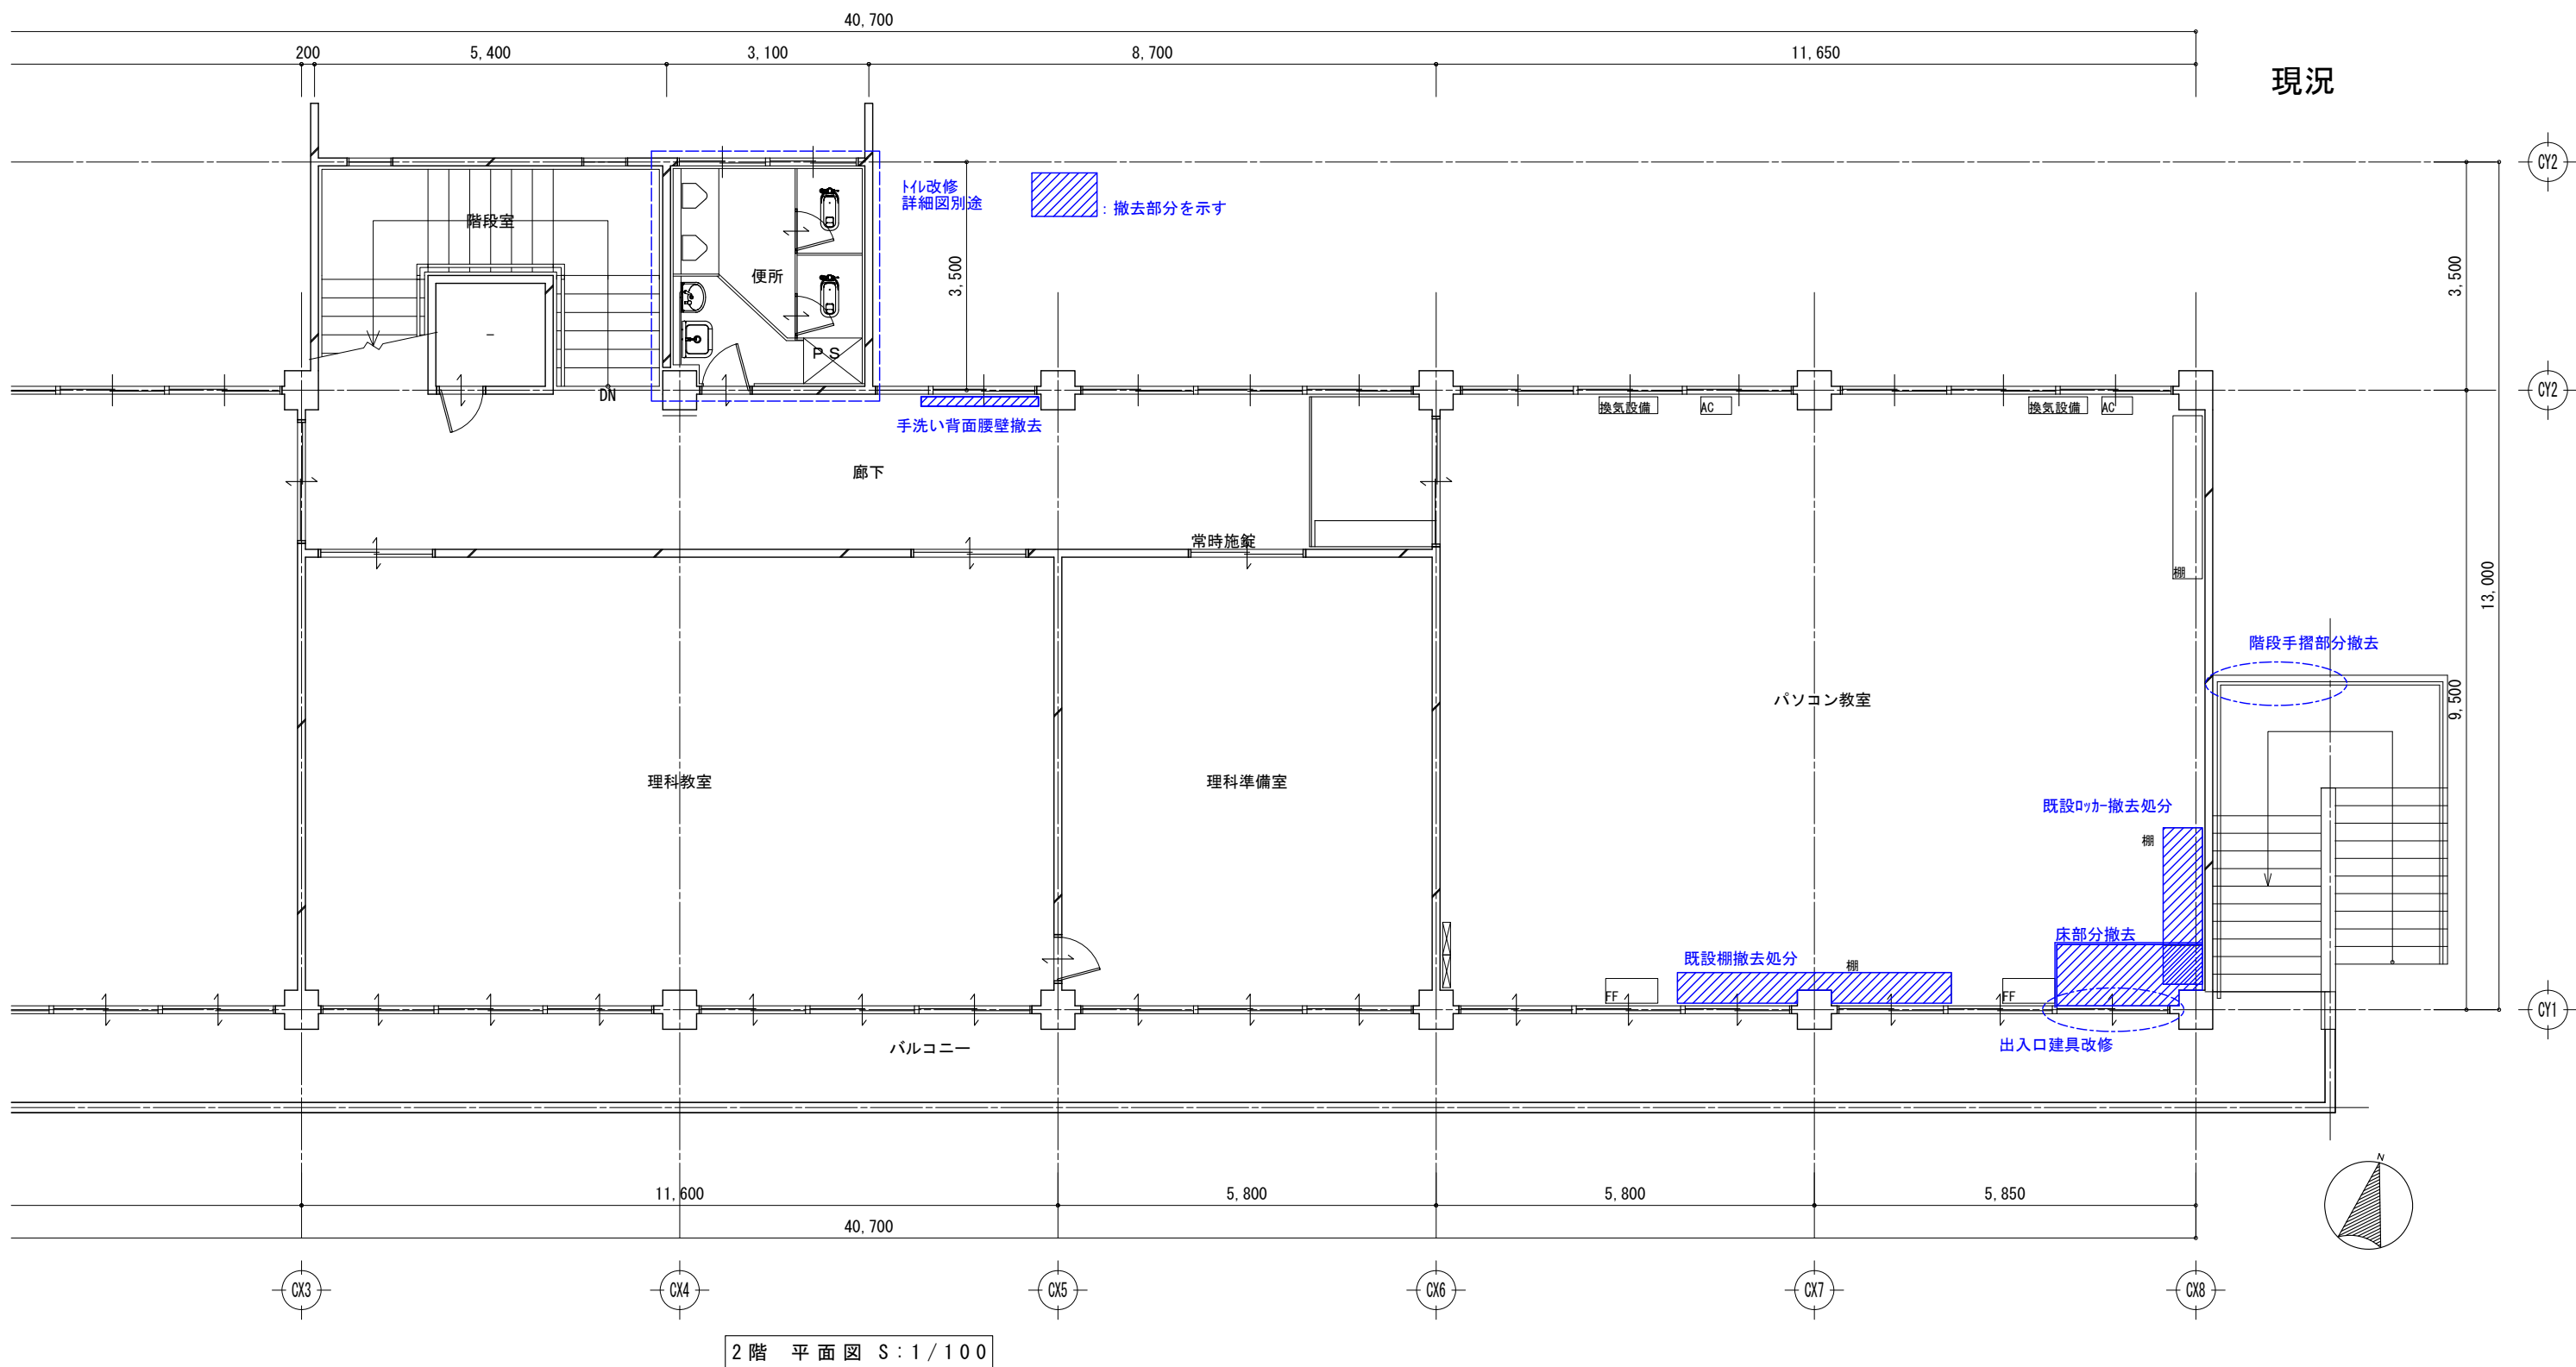 40,700
200
5,400
3,100
8,700
11,650
現況
CY2
トイレ改修
詳細図別途
：撤去部分を示す
階段室
便所
3,500
3,500
PS
DN
CY2
換気設備
AC
換気設備
AC
手洗い背面腰壁撤去
廊下
常時施錠
棚
13,000
階段手摺部分撤去
9,500
パソコン教室
理科教室
理科準備室
既設ロッカー撤去処分
棚
床部分撤去
既設棚撤去処分
棚
FF
FF
CY1
出入口建具改修
バルコニー
N
11,600
5,800
5,800
5,850
40,700
CX3
CX4
CX5
CX6
CX7
CX8
2階 平面図 S:1/100